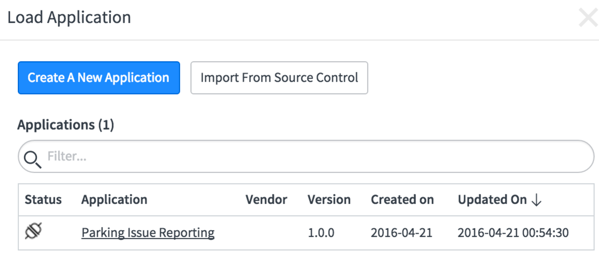 Load Application
Create A New Application
Import From Source Control
Applications (1)
Filter...
Status Application Vendor Version Created on Updated On ↓
Parking Issue Reporting 1.0.0 2016-04-21 2016-04-21 00:54:30